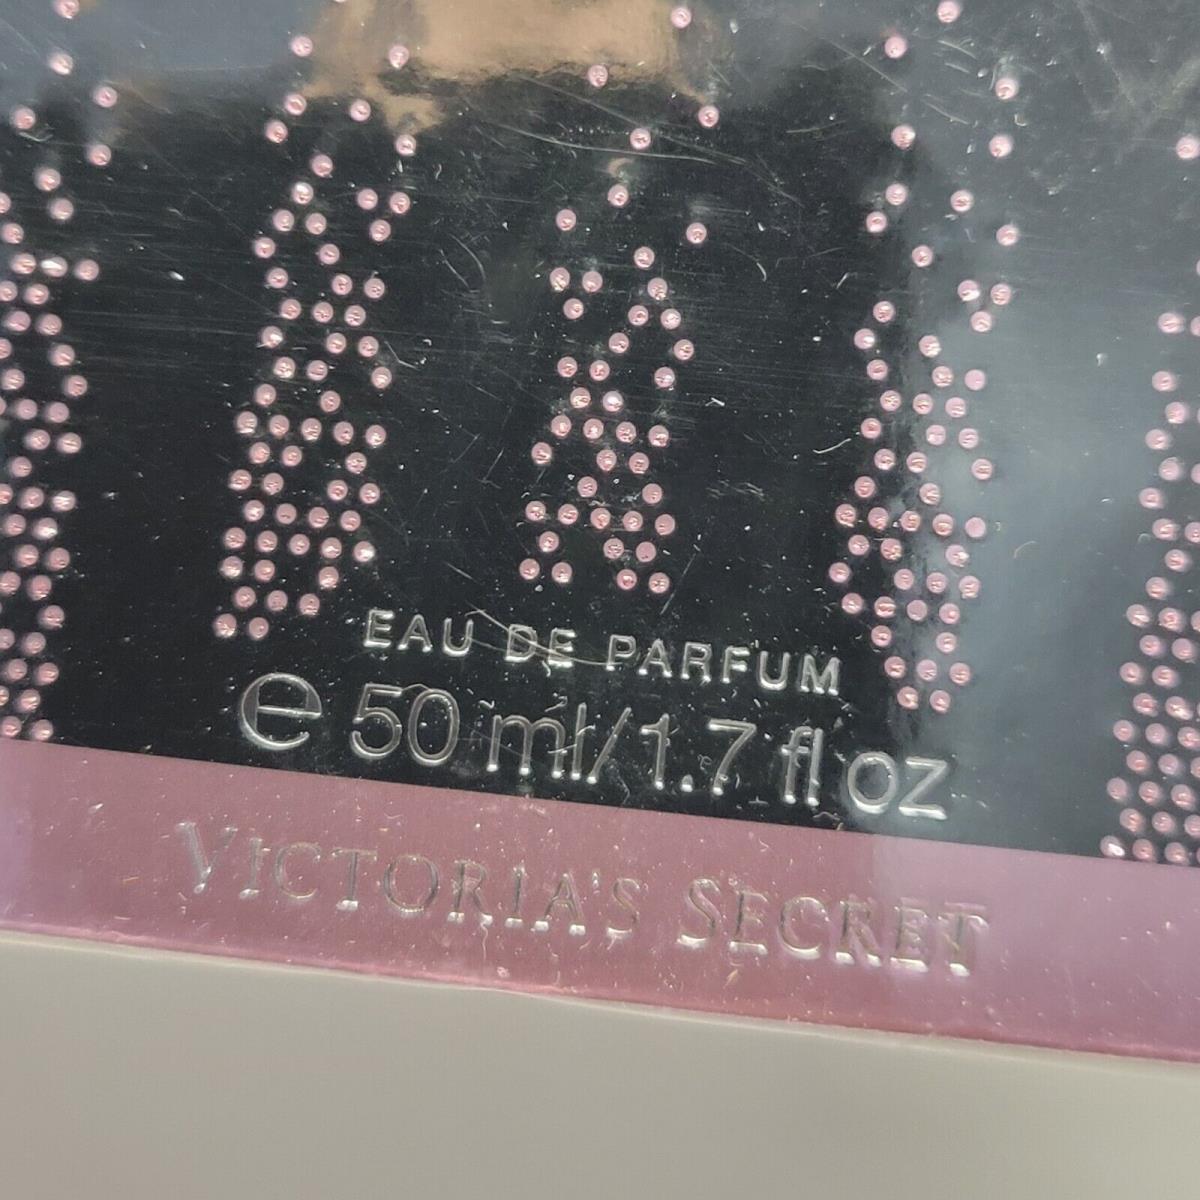 EAU DE PARFUM
e 50 ml/1.7 fl oz
VICTORIA'S SECRET